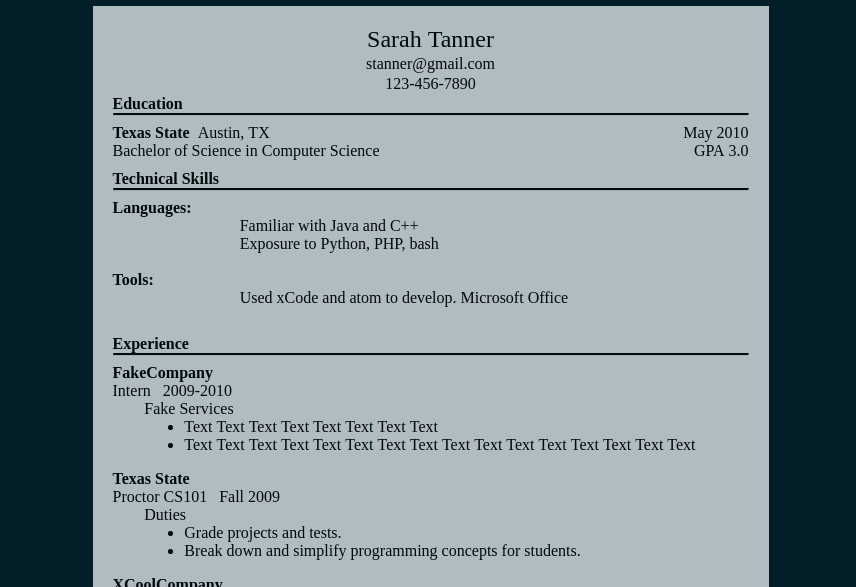 Sarah Tanner
stanner@gmail.com
123-456-7890
Education
Texas State Austin, TX May 2010
Bachelor of Science in Computer Science GPA 3.0
Technical Skills
Languages:
Familiar with Java and C++
Exposure to Python, PHP, bash
Tools:
Used xCode and atom to develop. Microsoft Office
Experience
FakeCompany
Intern 2009-2010
Fake Services
• Text Text Text Text Text Text Text Text
• Text Text Text Text Text Text Text Text Text Text Text Text Text Text Text Text
Texas State
Proctor CS101 Fall 2009
Duties
• Grade projects and tests.
• Break down and simplify programming concepts for students.
XCoolCompany